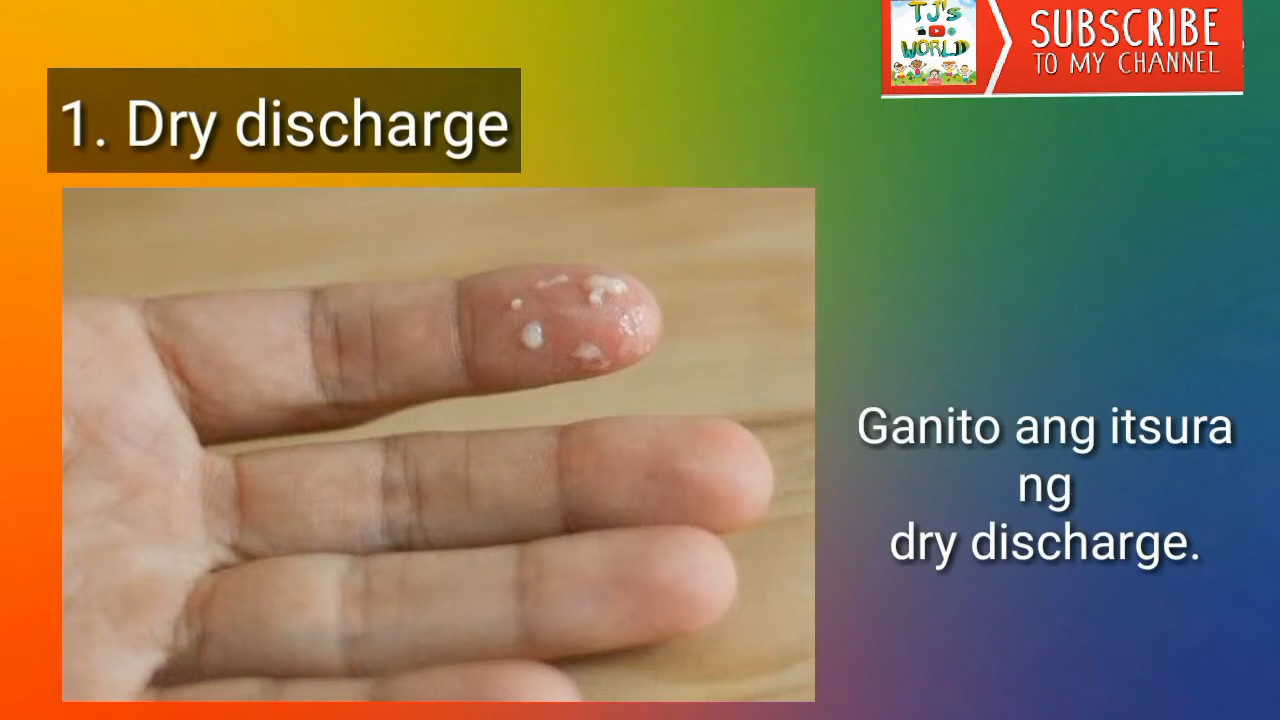 TJ's
WORLD
SUBSCRIBE
TO MY CHANNEL
1. Dry discharge
Ganito ang itsura
ng
dry discharge.